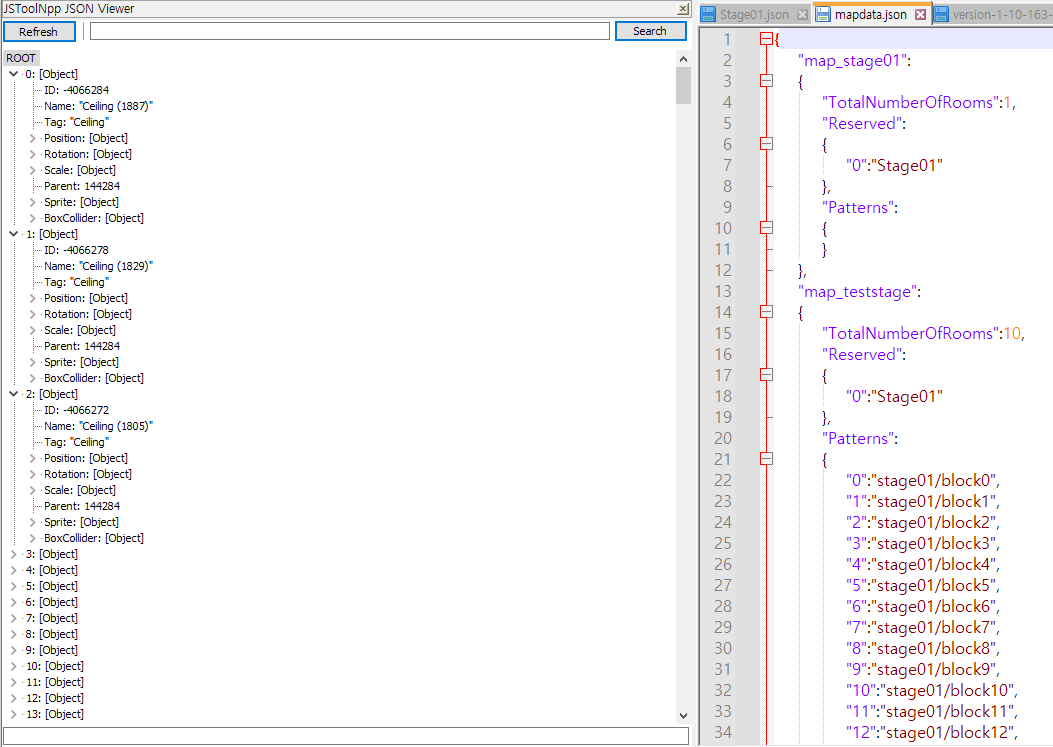 JSToolNpp JSON Viewer
Refresh
Search
ROOT
0: [Object]
ID: -4066284
Name: "Ceiling (1887)"
Tag: "Ceiling"
Position: [Object]
Rotation: [Object]
Scale: [Object]
Parent: 144284
Sprite: [Object]
BoxCollider: [Object]
1: [Object]
ID: -4066278
Name: "Ceiling (1829)"
Tag: "Ceiling"
Position: [Object]
Rotation: [Object]
Scale: [Object]
Parent: 144284
Sprite: [Object]
BoxCollider: [Object]
2: [Object]
ID: -4066272
Name: "Ceiling (1805)"
Tag: "Ceiling"
Position: [Object]
Rotation: [Object]
Scale: [Object]
Parent: 144284
Sprite: [Object]
BoxCollider: [Object]
3: [Object]
4: [Object]
5: [Object]
6: [Object]
7: [Object]
8: [Object]
9: [Object]
10: [Object]
11: [Object]
12: [Object]
13: [Object]
Stage01.json mapdata.json version-1-10-163-
1 {
2 "map_stage01":
3 {
4 "TotalNumberOfRooms":1,
5 "Reserved":
6 {
7 "0":"Stage01"
8 },
9 "Patterns":
10 {
11 }
12 },
13 "map_teststage":
14 {
15 "TotalNumberOfRooms":10,
16 "Reserved":
17 {
18 "0":"Stage01"
19 },
20 "Patterns":
21 {
22 "0":"stage01/block0",
23 "1":"stage01/block1",
24 "2":"stage01/block2",
25 "3":"stage01/block3",
26 "4":"stage01/block4",
27 "5":"stage01/block5",
28 "6":"stage01/block6",
29 "7":"stage01/block7",
30 "8":"stage01/block8",
31 "9":"stage01/block9",
32 "10":"stage01/block10",
33 "11":"stage01/block11",
34 "12":"stage01/block12",